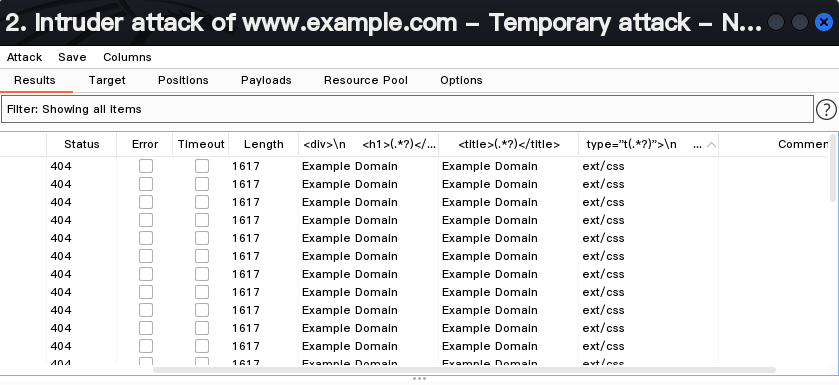 2. Intruder attack of www.example.com - Temporary attack - N...
Attack Save Columns
Results Target Positions Payloads Resource Pool Options
Filter: Showing all items
?
Status Error Timeout Length <div>\n <h1>(.*?)</... <title>(.*?)</title> type="t(.*?)">\n ... Commen
404 1617 Example Domain Example Domain ext/css
404 1617 Example Domain Example Domain ext/css
404 1617 Example Domain Example Domain ext/css
404 1617 Example Domain Example Domain ext/css
404 1617 Example Domain Example Domain ext/css
404 1617 Example Domain Example Domain ext/css
404 1617 Example Domain Example Domain ext/css
404 1617 Example Domain Example Domain ext/css
404 1617 Example Domain Example Domain ext/css
404 1617 Example Domain Example Domain ext/css
404 1617 Example Domain Example Domain ext/css
404 1617 Example Domain Example Domain ext/css